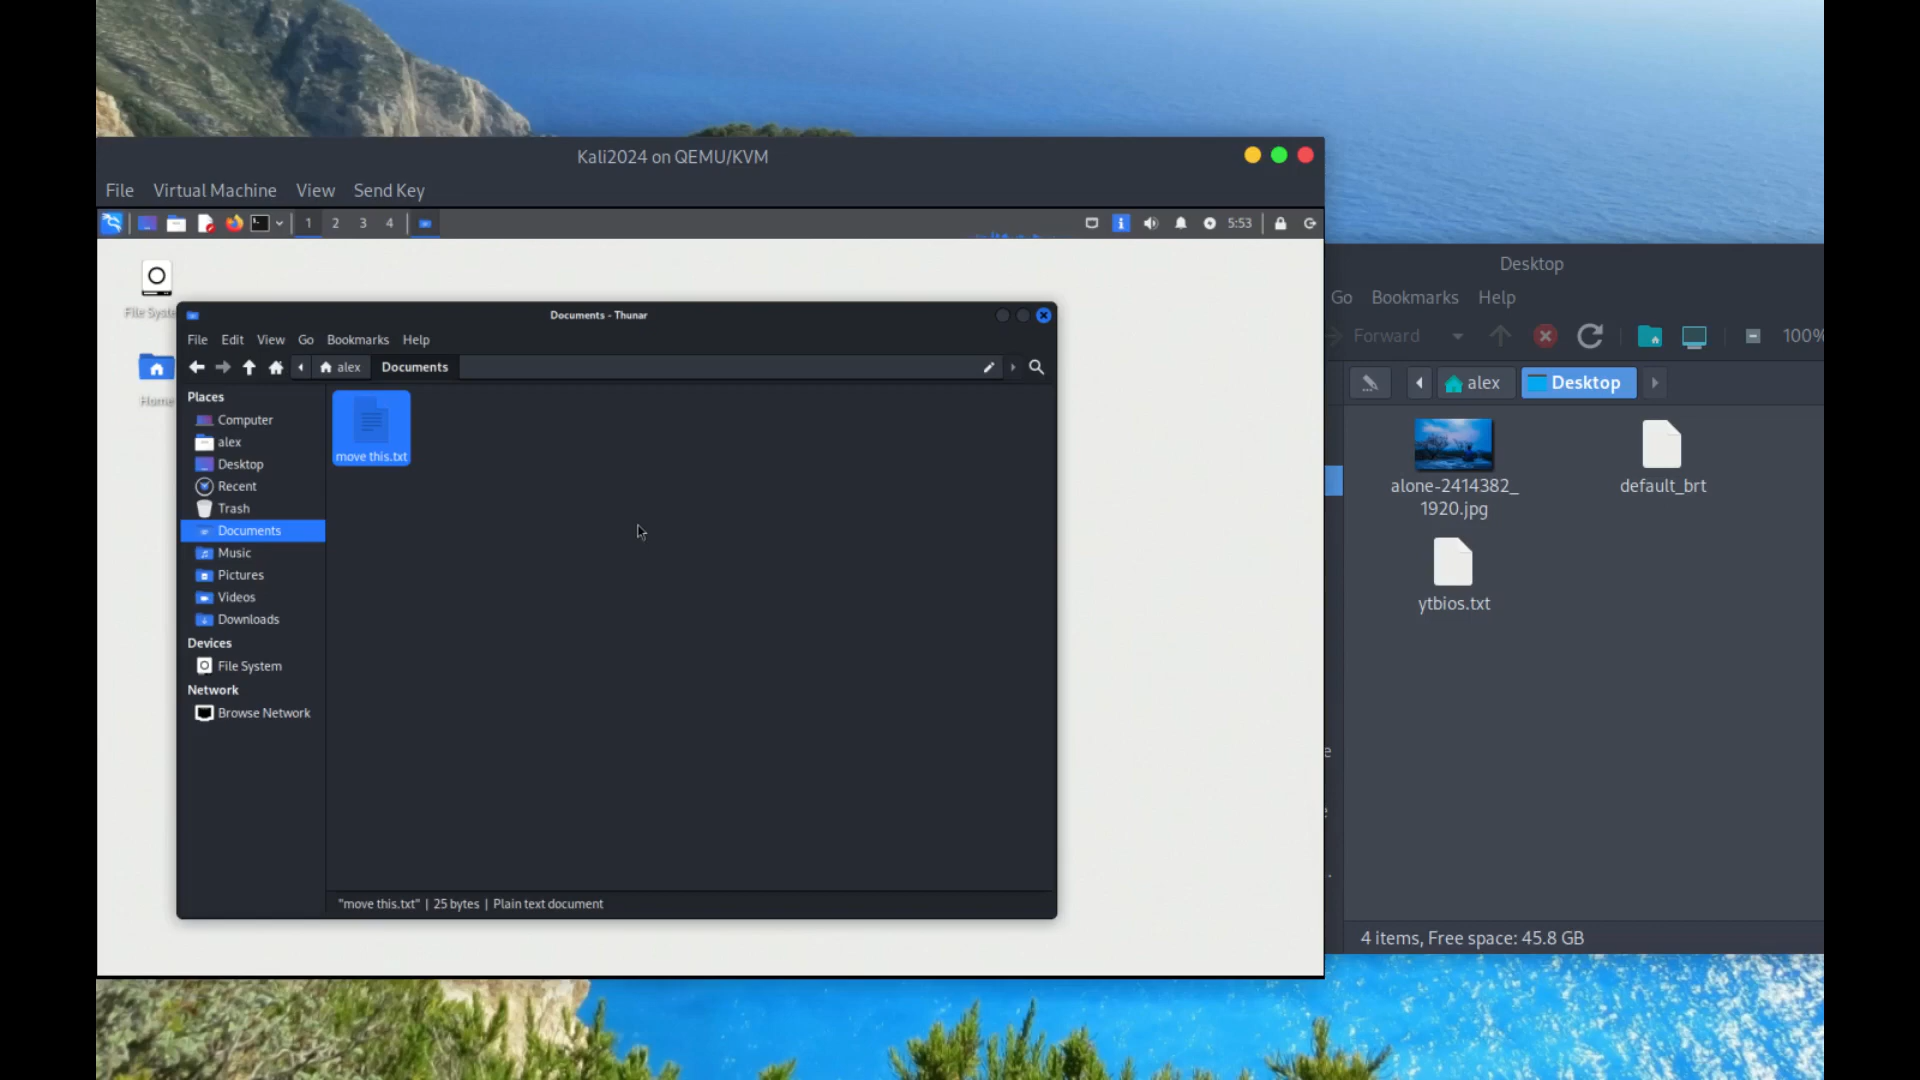 Kali2024 on QEMU/KVM
File Virtual Machine View Send Key
1 2 3 4 5:53
File Syste
Home
Documents - Thunar
File Edit View Go Bookmarks Help
alex Documents
Places
Computer
alex
Desktop
Recent
Trash
Documents
Music
Pictures
Videos
Downloads
Devices
File System
Network
Browse Network
move this.txt
"move this.txt" | 25 bytes | Plain text document
Desktop
Go Bookmarks Help
Forward 100%
alex Desktop
alone-2414382_
1920.jpg
default_brt
ytbios.txt
4 items, Free space: 45.8 GB